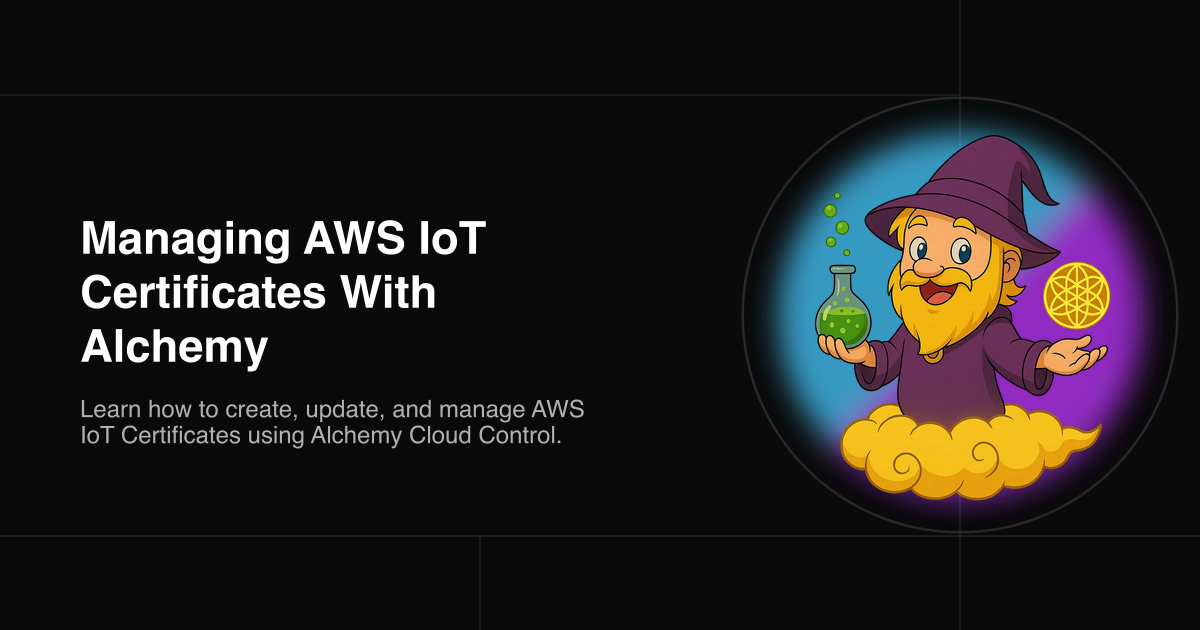 Managing AWS IoT
Certificates With
Alchemy
Learn how to create, update, and manage AWS
IoT Certificates using Alchemy Cloud Control.